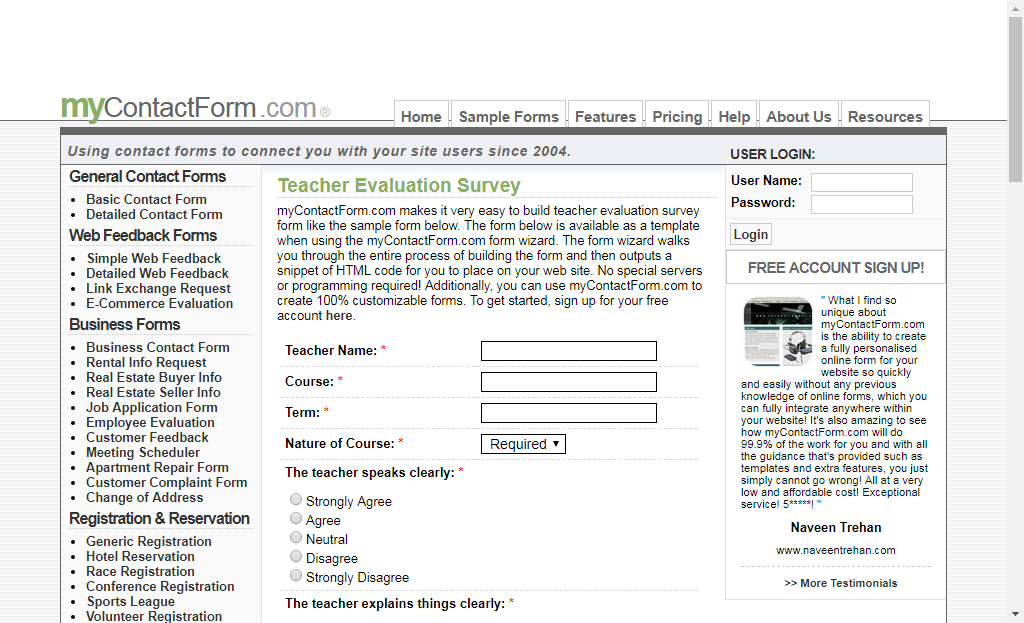 myContactForm.com®
Home
Sample Forms
Features
Pricing
Help
About Us
Resources
Using contact forms to connect you with your site users since 2004.
USER LOGIN:
General Contact Forms
Basic Contact Form
Detailed Contact Form
Web Feedback Forms
Simple Web Feedback
Detailed Web Feedback
Link Exchange Request
E-Commerce Evaluation
Business Forms
Business Contact Form
Rental Info Request
Real Estate Buyer Info
Real Estate Seller Info
Job Application Form
Employee Evaluation
Customer Feedback
Meeting Scheduler
Apartment Repair Form
Customer Complaint Form
Change of Address
Registration & Reservation
Generic Registration
Hotel Reservation
Race Registration
Conference Registration
Sports League
Volunteer Registration
Teacher Evaluation Survey
myContactForm.com makes it very easy to build teacher evaluation survey
form like the sample form below. The form below is available as a template
when using the myContactForm.com form wizard. The form wizard walks
you through the entire process of building the form and then outputs a
snippet of HTML code for you to place on your web site. No special servers
or programming required! Additionally, you can use myContactForm.com to
create 100% customizable forms. To get started, sign up for your free
account here.
Teacher Name: *
Course: *
Term: *
Nature of Course: * Required
The teacher speaks clearly: *
Strongly Agree
Agree
Neutral
Disagree
Strongly Disagree
The teacher explains things clearly: *
User Name:
Password:
Login
FREE ACCOUNT SIGN UP!
" What I find so
unique about
myContactForm.com
is the ability to create
a fully personalised
online form for your
website so quickly
and easily without any previous
knowledge of online forms, which you
can fully integrate anywhere within
your website! It's also amazing to see
how myContactForm.com will do
99.9% of the work for you and with all
the guidance that's provided such as
templates and extra features, you just
simply cannot go wrong! All at a very
low and affordable cost! Exceptional
service! 5*****! "
Naveen Trehan
www.naveentrehan.com
>> More Testimonials